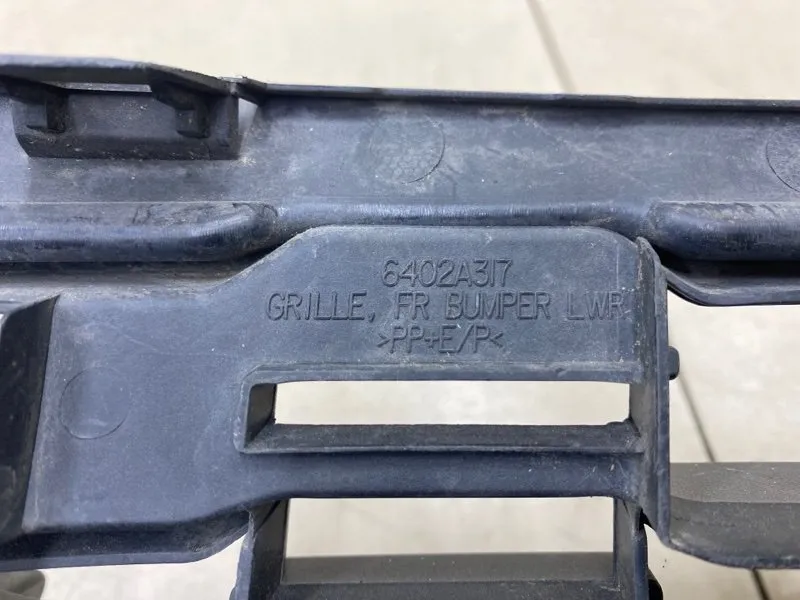 6402A317
GRILLE, FR BUMPER LWR
>PP+E/P<